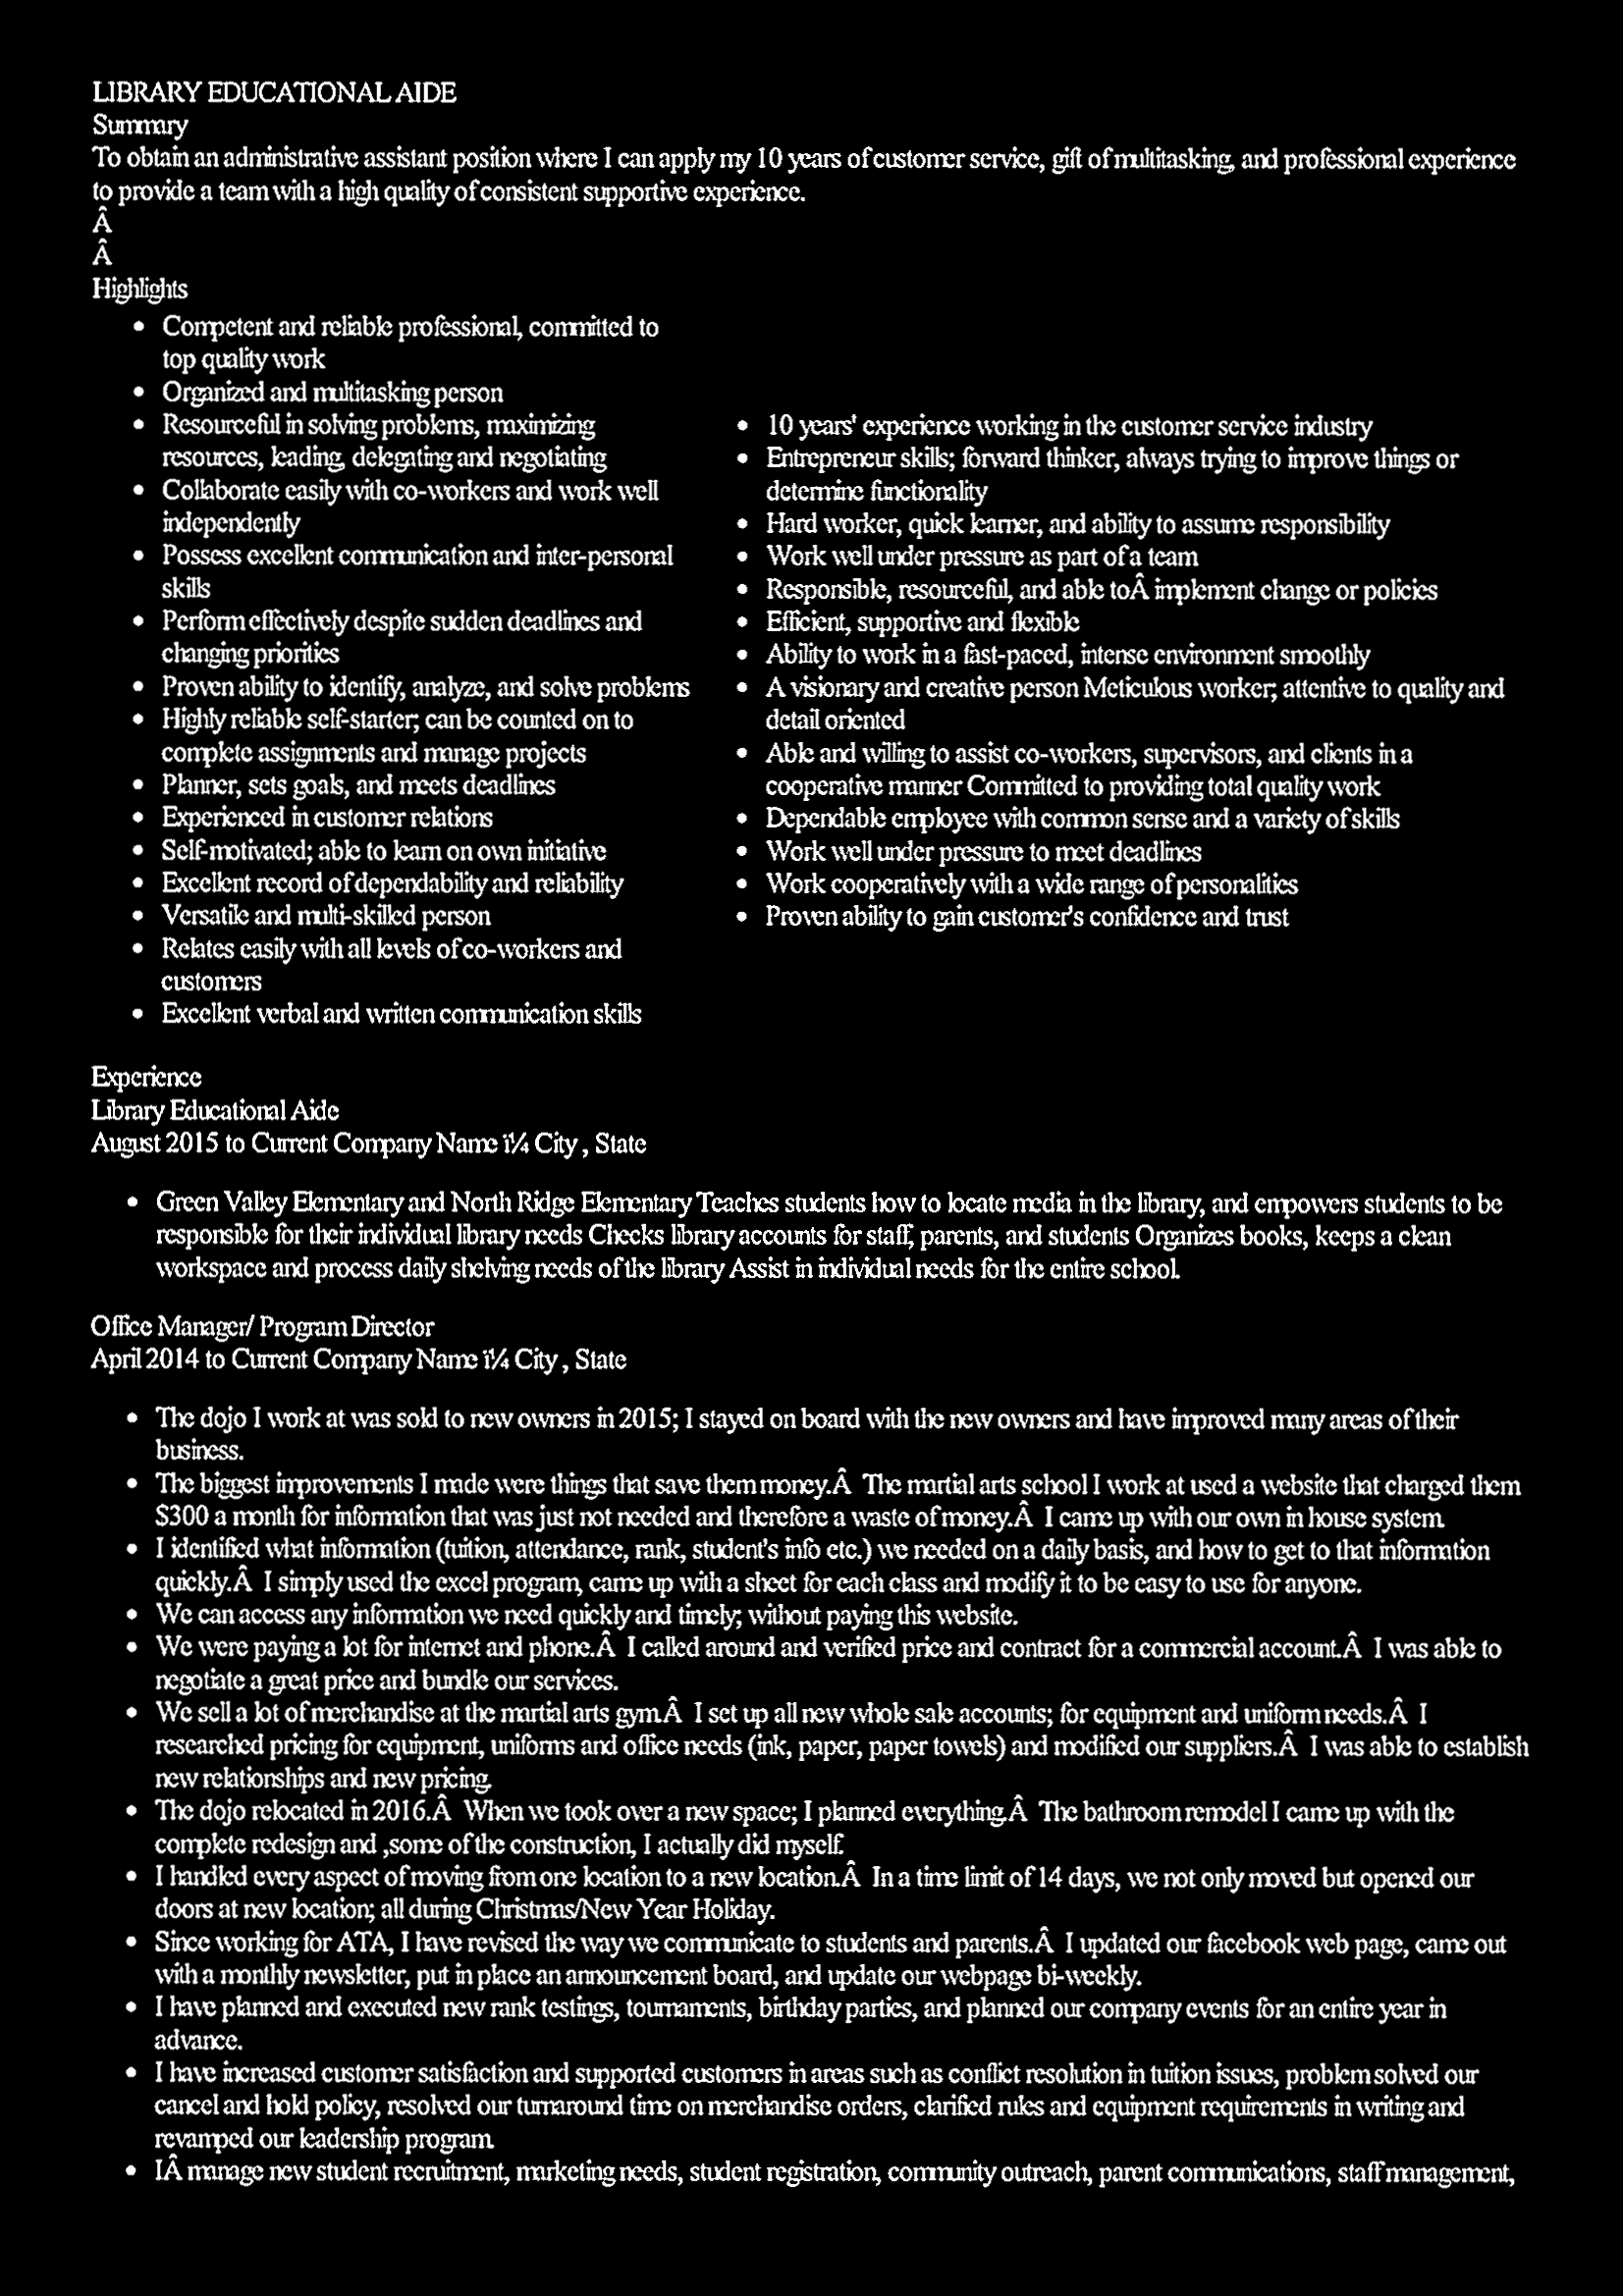 LIBRARY EDUCATIONAL AIDE
Summary
To obtain an administrative assistant position where I can apply my 10 years of customer service, gift of multitasking, and professional experience
to provide a team with a high quality of consistent supportive experience.
Â
Â
Highlights
• Competent and reliable professional, committed to
top quality work
• Organized and multitasking person
• Resourceful in solving problems, maximizing
resources, leading, delegating and negotiating
• Collaborate easily with co-workers and work well
independently
• Possess excellent communication and inter-personal
skills
• Perform effectively despite sudden deadlines and
changing priorities
• Proven ability to identify, analyze, and solve problems
• Highly reliable self-starter; can be counted on to
complete assignments and manage projects
• Planner, sets goals, and meets deadlines
• Experienced in customer relations
• Self-motivated; able to learn on own initiative
• Excellent record of dependability and reliability
• Versatile and multi-skilled person
• Relates easily with all levels of co-workers and
customers
• Excellent verbal and written communication skills
• 10 years' experience working in the customer service industry
• Entrepreneur skills; forward thinker, always trying to improve things or
determine functionality
• Hard worker, quick learner, and ability to assume responsibility
• Work well under pressure as part of a team
• Responsible, resourceful, and able toÂ implement change or policies
• Efficient, supportive and flexible
• Ability to work in a fast-paced, intense environment smoothly
• A visionary and creative person Meticulous worker; attentive to quality and
detail oriented
• Able and willing to assist co-workers, supervisors, and clients in a
cooperative manner Committed to providing total quality work
• Dependable employee with common sense and a variety of skills
• Work well under pressure to meet deadlines
• Work cooperatively with a wide range of personalities
• Proven ability to gain customer's confidence and trust
Experience
Library Educational Aide
August 2015 to Current Company Name ï¼ City , State
• Green Valley Elementary and North Ridge Elementary Teaches students how to locate media in the library, and empowers students to be
responsible for their individual library needs Checks library accounts for staff, parents, and students Organizes books, keeps a clean
workspace and process daily shelving needs of the library Assist in individual needs for the entire school.
Office Manager/ Program Director
April 2014 to Current Company Name ï¼ City , State
• The dojo I work at was sold to new owners in 2015; I stayed on board with the new owners and have improved many areas of their
business.
• The biggest improvements I made were things that save them money.Â  The martial arts school I work at used a website that charged them
$300 a month for information that was just not needed and therefore a waste of money.Â  I came up with our own in house system.
• I identified what information (tuition, attendance, rank, student's info etc.) we needed on a daily basis, and how to get to that information
quickly.Â  I simply used the excel program, came up with a sheet for each class and modify it to be easy to use for anyone.
• We can access any information we need quickly and timely; without paying this website.
• We were paying a lot for internet and phone.Â  I called around and verified price and contract for a commercial account.Â  I was able to
negotiate a great price and bundle our services.
• We sell a lot of merchandise at the martial arts gym.Â  I set up all new whole sale accounts; for equipment and uniform needs.Â  I
researched pricing for equipment, uniforms and office needs (ink, paper, paper towels) and modified our suppliers.Â  I was able to establish
new relationships and new pricing.
• The dojo relocated in 2016.Â  When we took over a new space; I planned everything.Â  The bathroom remodel I came up with the
complete redesign and ,some of the construction, I actually did myself.
• I handled every aspect of moving from one location to a new location.Â  In a time limit of 14 days, we not only moved but opened our
doors at new location; all during Christmas/New Year Holiday.
• Since working for ATA, I have revised the way we communicate to students and parents.Â  I updated our facebook web page, came out
with a monthly newsletter, put in place an announcement board, and update our webpage bi-weekly.
• I have planned and executed new rank testings, tournaments, birthday parties, and planned our company events for an entire year in
advance.
• I have increased customer satisfaction and supported customers in areas such as conflict resolution in tuition issues, problem solved our
cancel and hold policy, resolved our turnaround time on merchandise orders, clarified rules and equipment requirements in writing and
revamped our leadership program.
• IÂ manage new student recruitment, marketing needs, student registration, community outreach, parent communications, staff management,